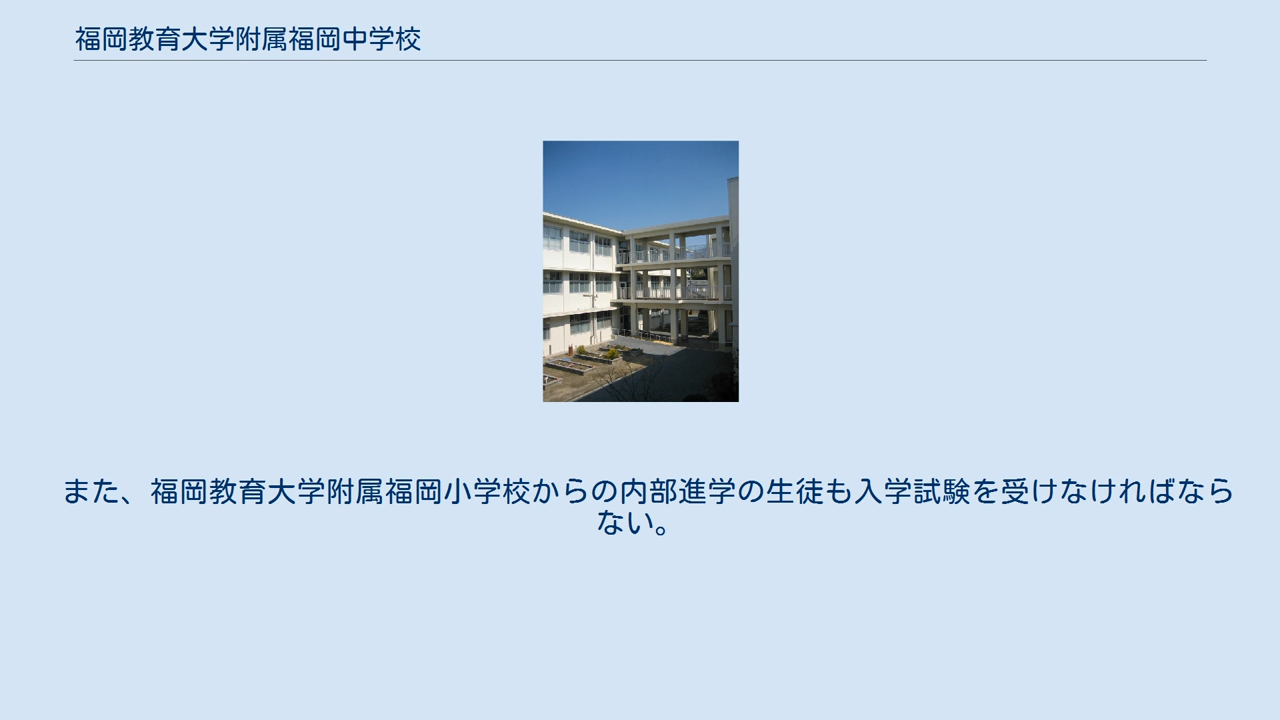 福岡教育大学附属福岡中学校
また、福岡教育大学附属福岡小学校からの内部進学の生徒も入学試験を受けなければなら
ない。